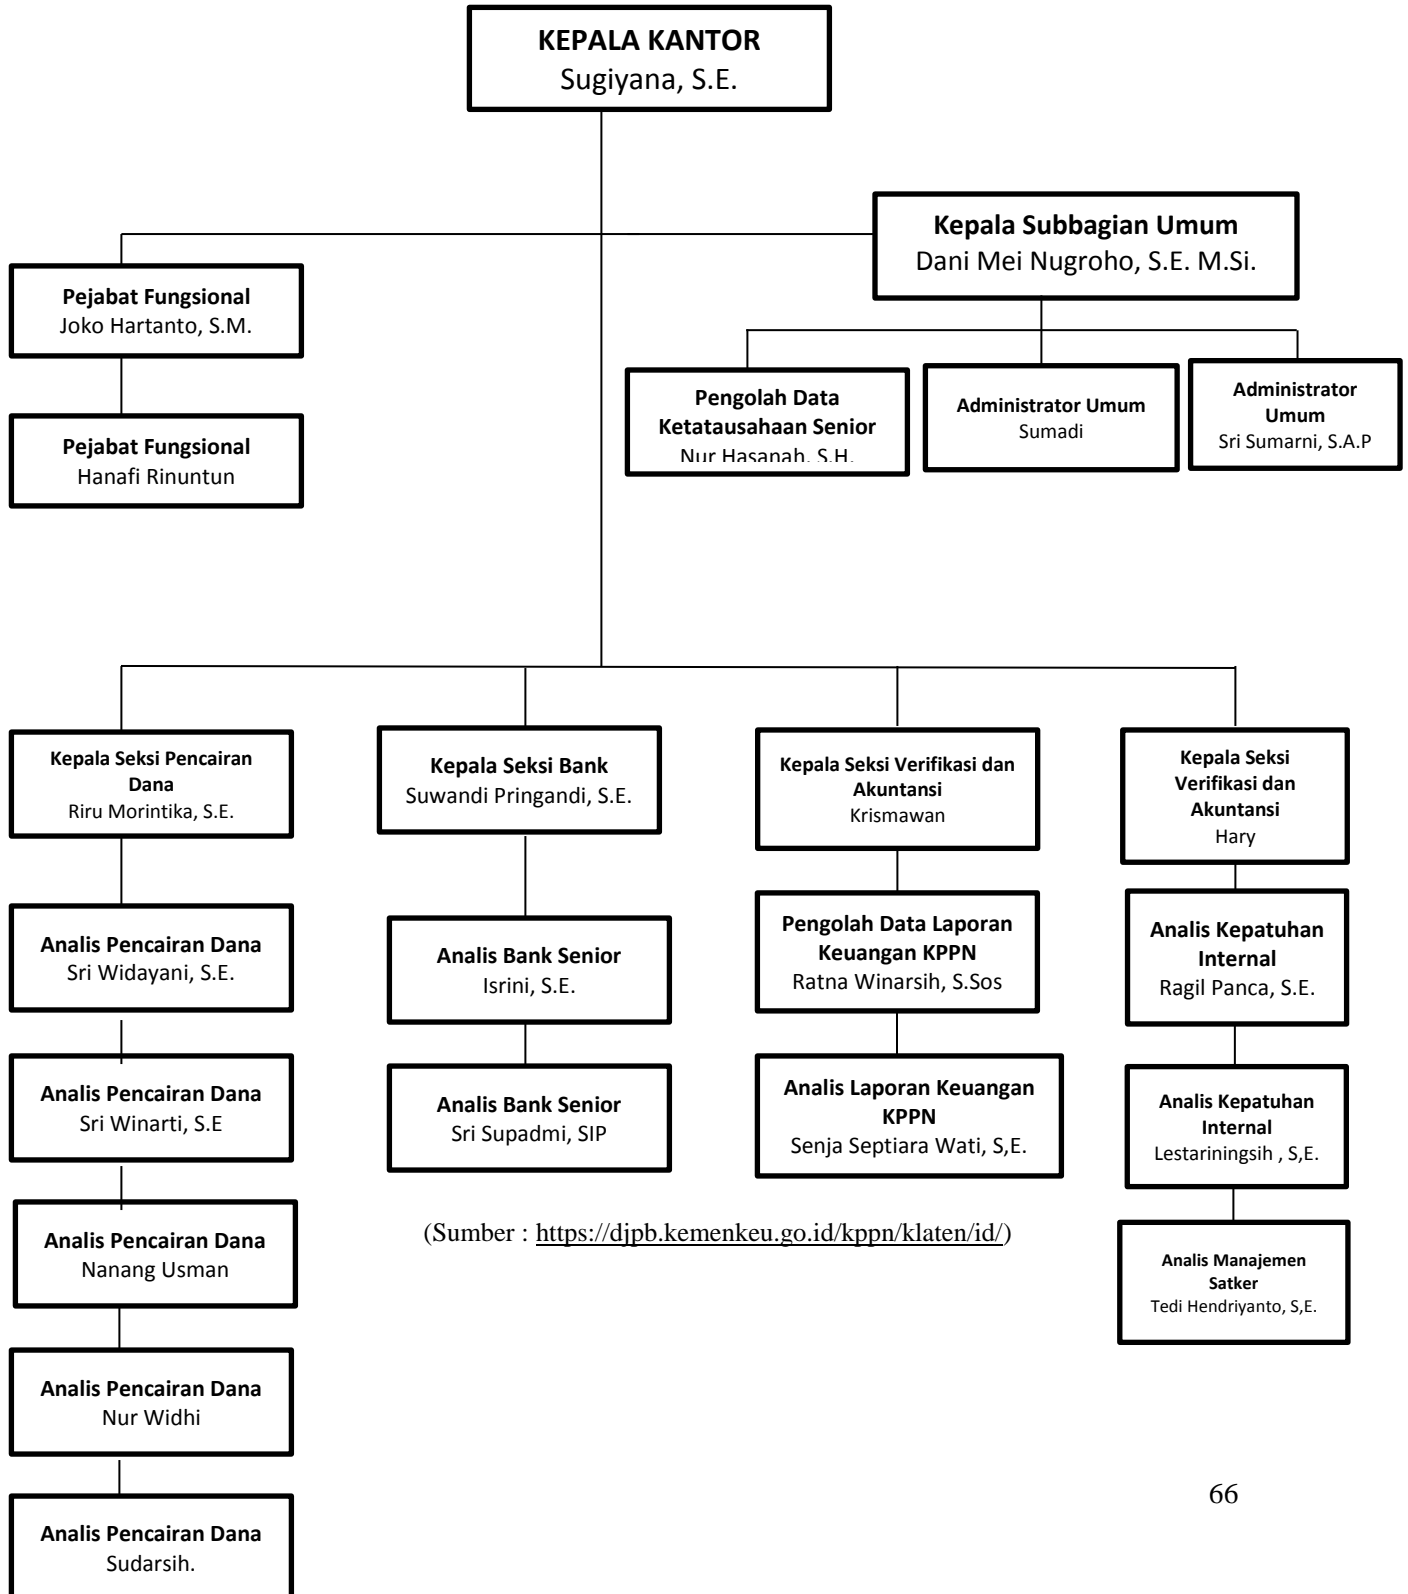 KEPALA KANTOR
Sugiyana, S.E.
Kepala Subbagian Umum
Dani Mei Nugroho, S.E. M.Si.
Pejabat Fungsional
Joko Hartanto, S.M.
Pejabat Fungsional
Hanafi Rinuntun
Pengolah Data
Ketatausahaan Senior
Nur Hasanah, S.H.
Administrator Umum
Sumadi
Administrator
Umum
Sri Sumarni, S.A.P
Kepala Seksi Pencairan
Dana
Riru Morintika, S.E.
Analis Pencairan Dana
Sri Widayani, S.E.
Analis Pencairan Dana
Sri Winarti, S.E
Analis Pencairan Dana
Nanang Usman
Analis Pencairan Dana
Nur Widhi
Analis Pencairan Dana
Sudarsih.
Kepala Seksi Bank
Suwandi Pringandi, S.E.
Analis Bank Senior
Isrini, S.E.
Analis Bank Senior
Sri Supadmi, SIP
Kepala Seksi Verifikasi dan
Akuntansi
Krismawan
Pengolah Data Laporan
Keuangan KPPN
Ratna Winarsih, S.Sos
Analis Laporan Keuangan
KPPN
Senja Septiara Wati, S,E.
Kepala Seksi
Verifikasi dan
Akuntansi
Hary
Analis Kepatuhan
Internal
Ragil Panca, S.E.
Analis Kepatuhan
Internal
Lestariningsih , S,E.
Analis Manajemen
Satker
Tedi Hendriyanto, S,E.
(Sumber : https://djpb.kemenkeu.go.id/kppn/klaten/id/)
66